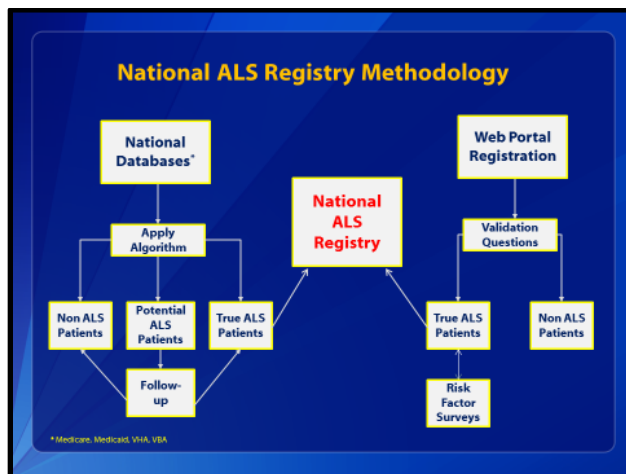 National ALS Registry Methodology
National
Databases*
Web Portal
Registration
National
ALS
Registry
Apply
Algorithm
Validation
Questions
Non ALS
Patients
Potential
ALS
Patients
True ALS
Patients
True ALS
Patients
Non ALS
Patients
Follow-
up
Risk
Factor
Surveys
* Medicare, Medicaid, VHA, VBA